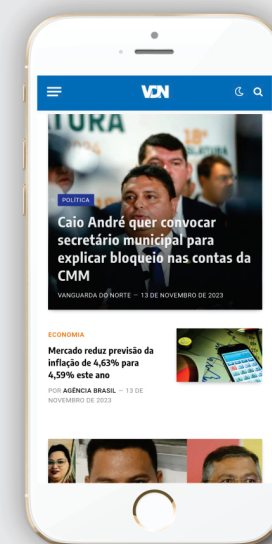 VDN
TURA
18ª
POLÍTICA
Caio André quer convocar
secretário municipal para
explicar bloqueio nas contas da
CMM
VANGUARDA DO NORTE — 13 DE NOVEMBRO DE 2023
ECONOMIA
Mercado reduz previsão da
inflação de 4,63% para
4,59% este ano
POR AGÊNCIA BRASIL — 13 DE
NOVEMBRO DE 2023